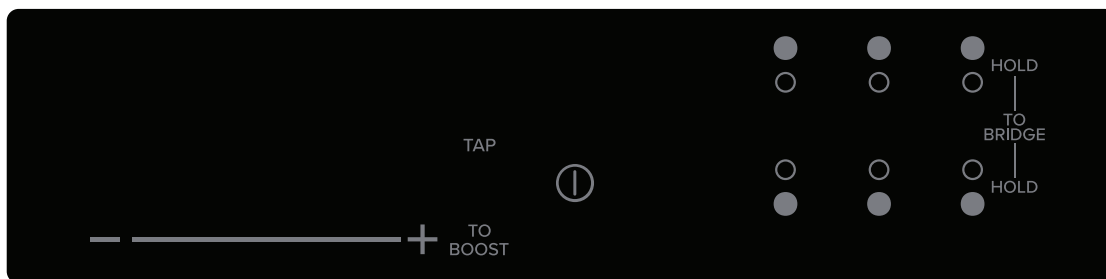 HOLD
TO
BRIDGE
HOLD
TAP
TO
BOOST